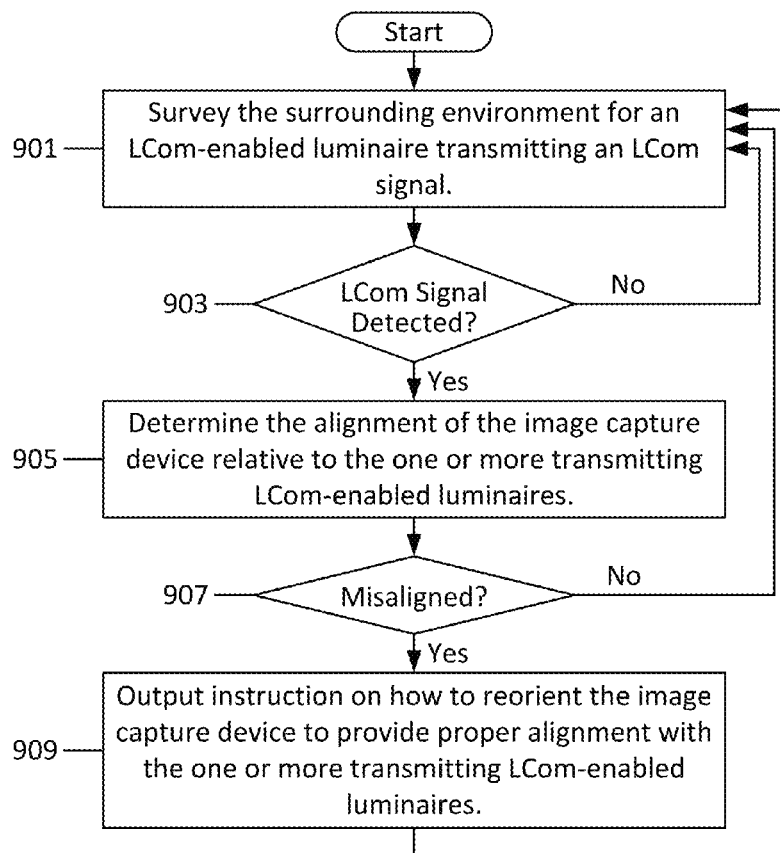 Start
901
Survey the surrounding environment for an
LCom-enabled luminaire transmitting an LCom
signal.
903
LCom Signal
Detected?
No
Yes
905
Determine the alignment of the image capture
device relative to the one or more transmitting
LCom-enabled luminaires.
907
Misaligned?
No
Yes
909
Output instruction on how to reorient the image
capture device to provide proper alignment with
the one or more transmitting LCom-enabled
luminaires.